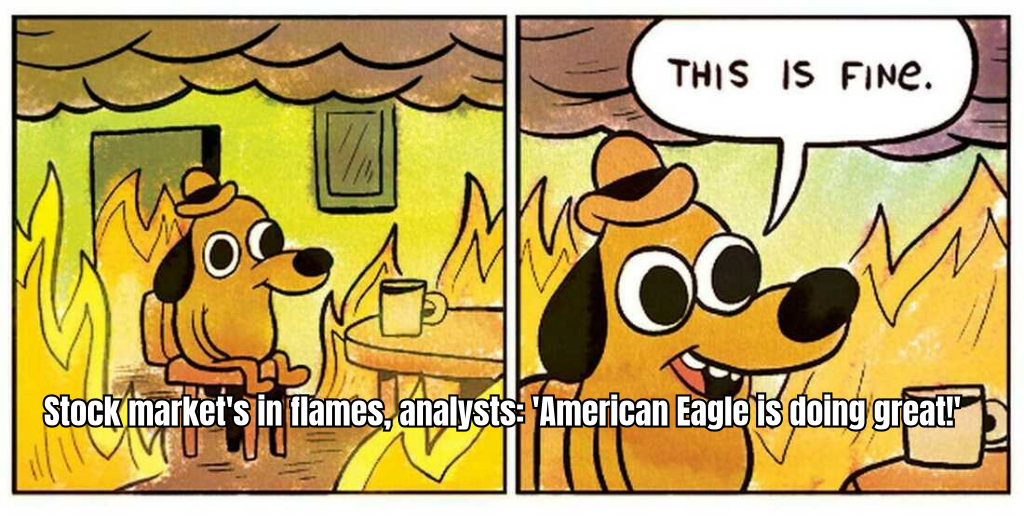 THIS IS FINE.
Stock market's in flames, analysts: 'American Eagle is doing great!'